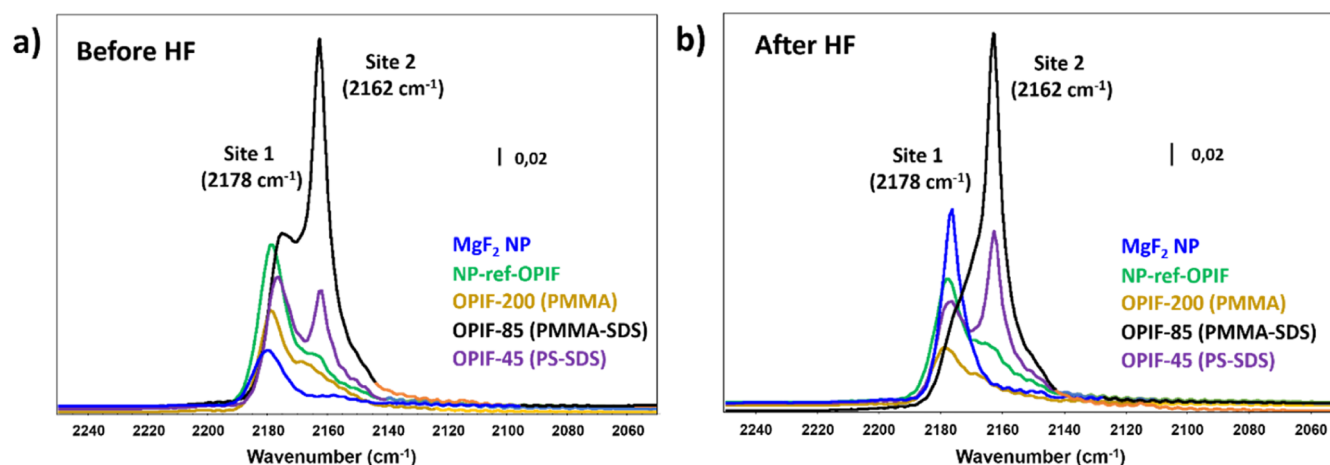 a)
Before HF
Site 2
(2162 cm⁻¹)
Site 1
(2178 cm⁻¹)
0,02
MgF₂ NP
NP-ref-OPIF
OPIF-200 (PMMA)
OPIF-85 (PMMA-SDS)
OPIF-45 (PS-SDS)
2240 2220 2200 2180 2160 2140 2120 2100 2080 2060
Wavenumber (cm⁻¹)
b)
After HF
Site 2
(2162 cm⁻¹)
Site 1
(2178 cm⁻¹)
0,02
MgF₂ NP
NP-ref-OPIF
OPIF-200 (PMMA)
OPIF-85 (PMMA-SDS)
OPIF-45 (PS-SDS)
2240 2220 2200 2180 2160 2140 2120 2100 2080 2060
Wavenumber (cm⁻¹)